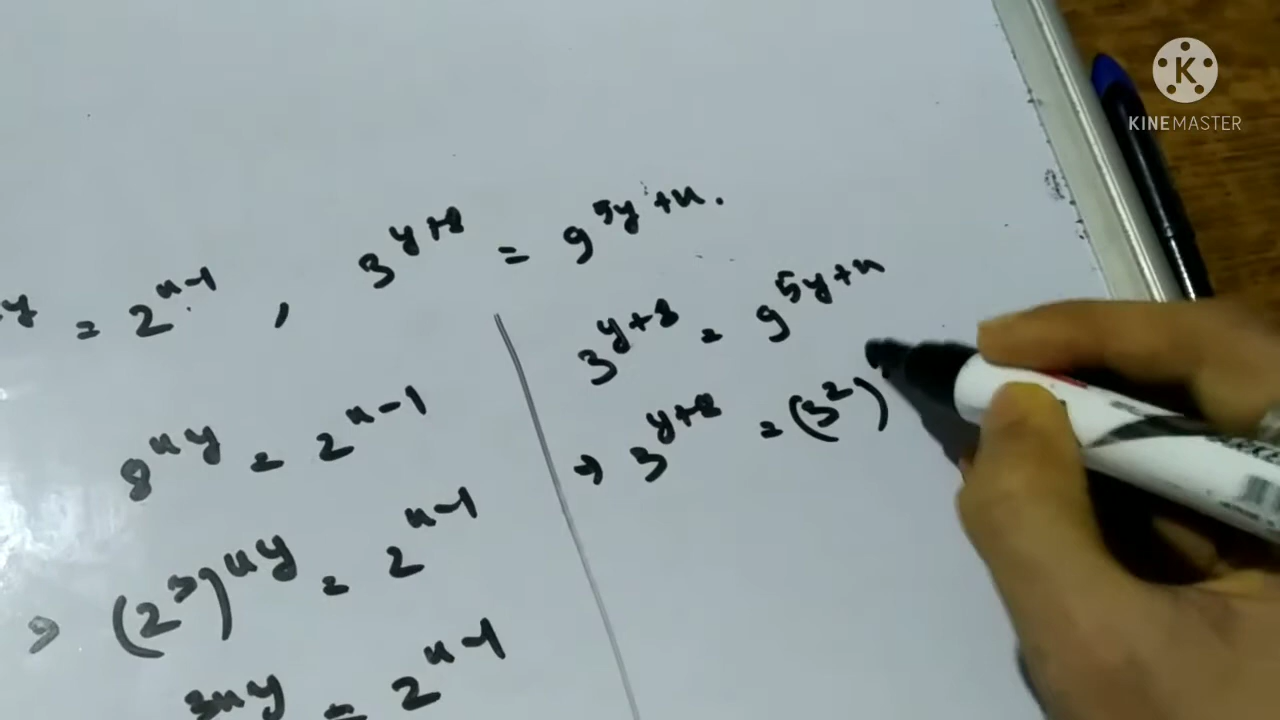 KINEMASTER
y = 2^{x-1} , 3^{y+8} = 9^{5y+x} .
8^{xy} = 2^{x-1}
⇒ (2^3)^{xy} = 2^{x-1}
3xy = 2^{x-1}
3^{y+8} = 9^{5y+x}
⇒ 3^{y+8} = (3^2)